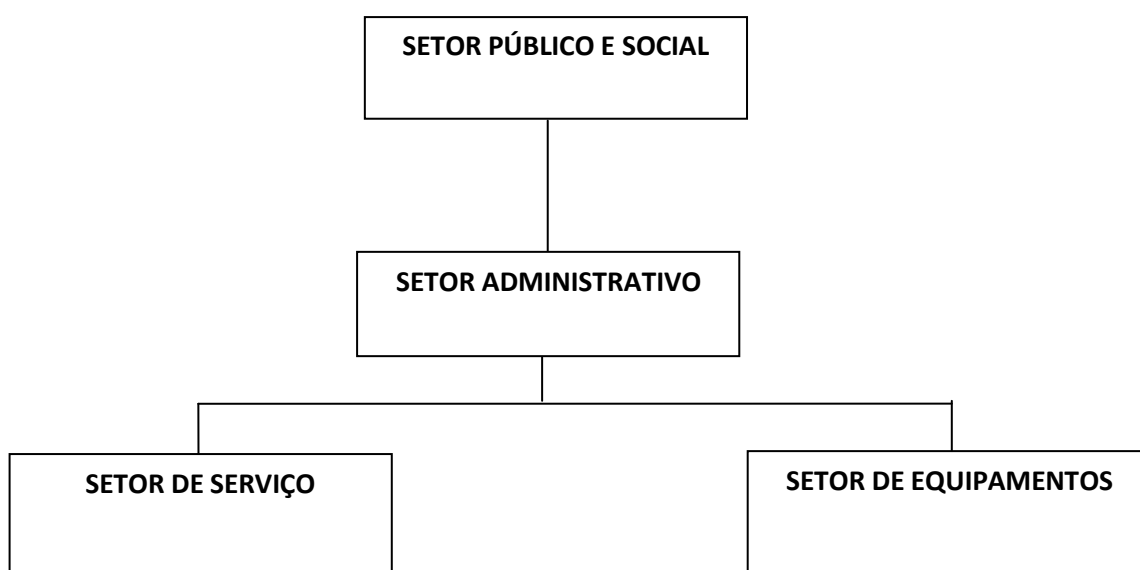 SETOR PÚBLICO E SOCIAL
SETOR ADMINISTRATIVO
SETOR DE SERVIÇO
SETOR DE EQUIPAMENTOS